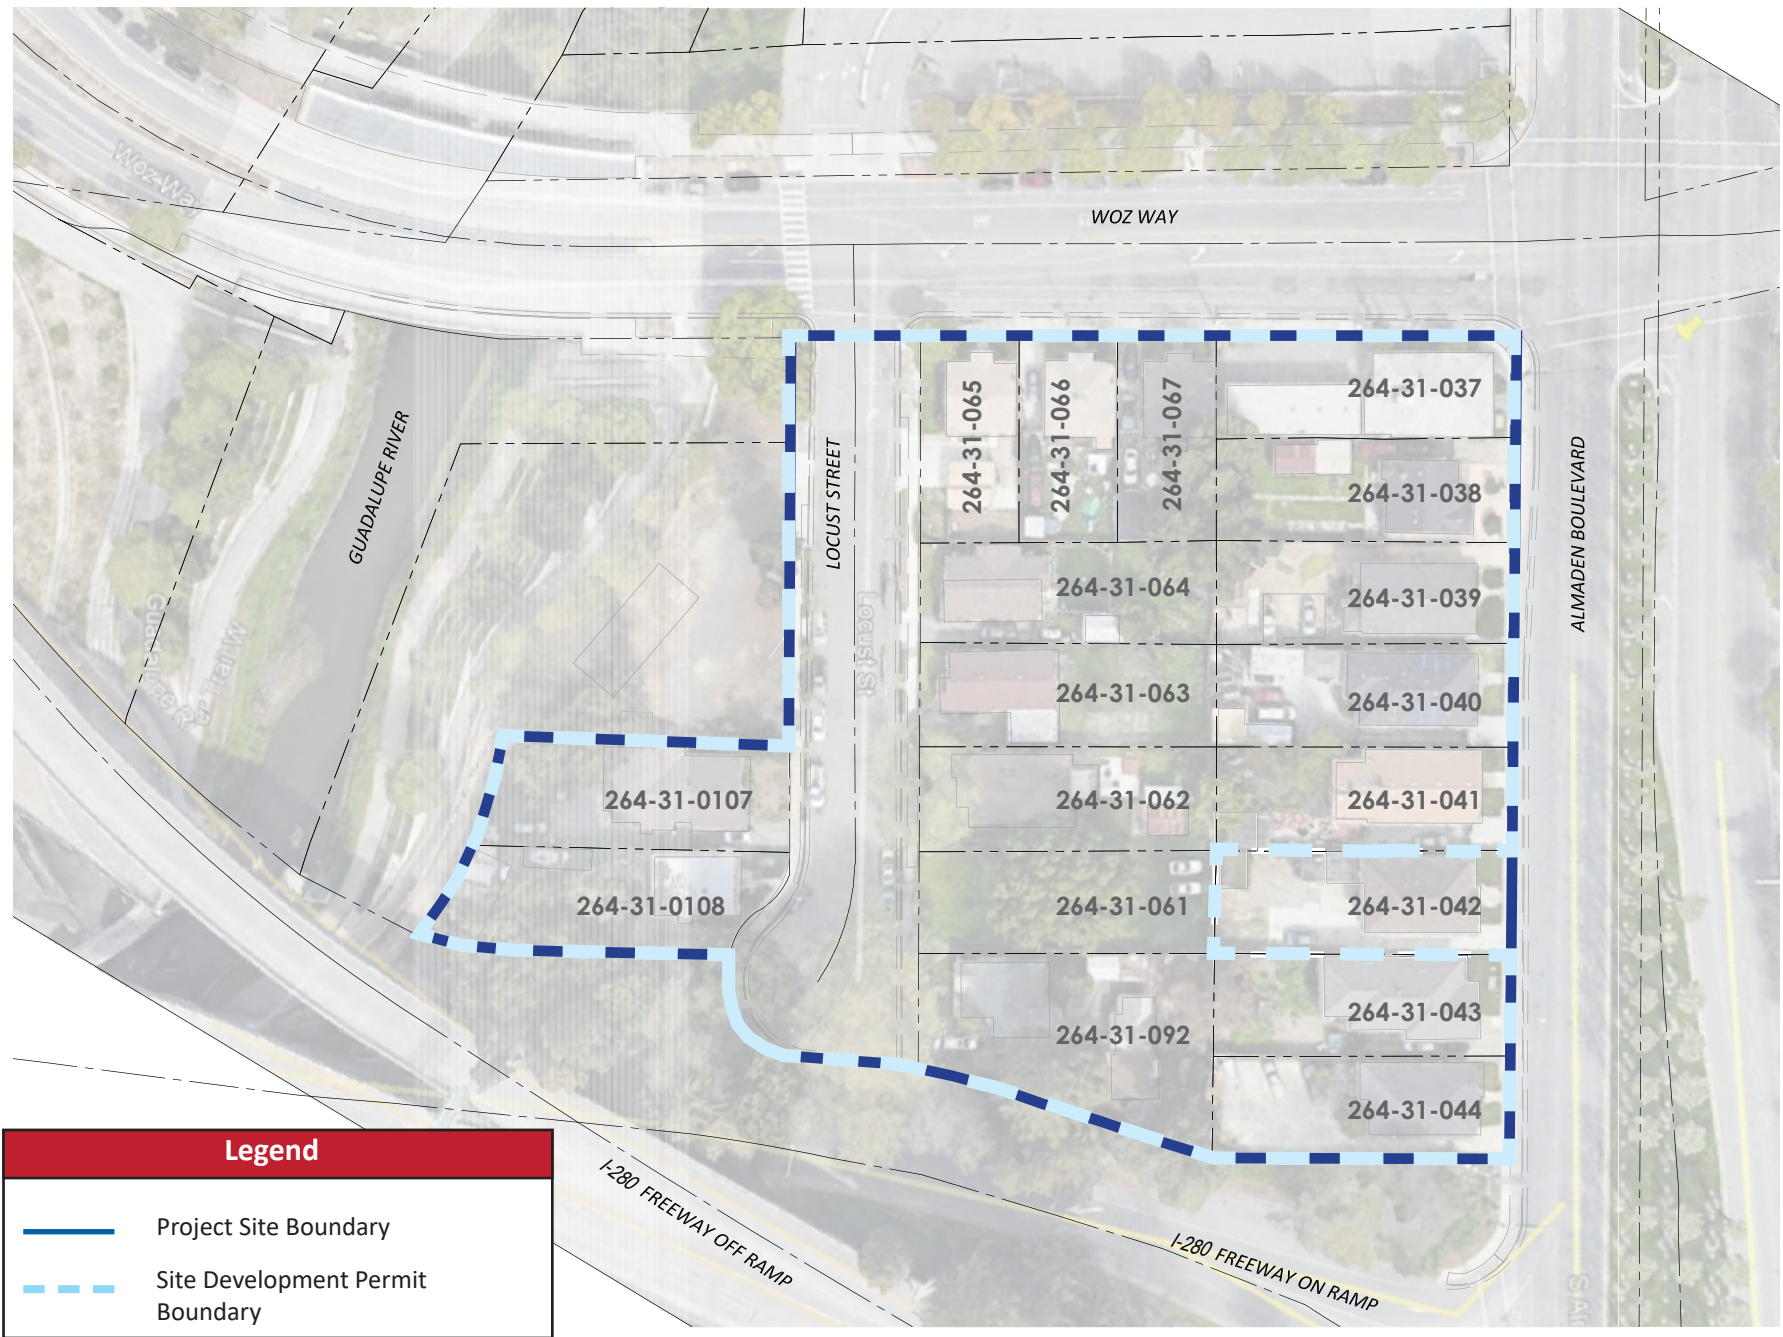 Woz Way
WOZ WAY
GUADALUPE RIVER
LOCUST STREET
Locust St
ALMADEN BOULEVARD
264-31-065
264-31-066
264-31-067
264-31-037
264-31-038
264-31-064
264-31-039
264-31-063
264-31-040
264-31-0107
264-31-062
264-31-041
264-31-0108
264-31-061
264-31-042
264-31-092
264-31-043
264-31-044
I-280 FREEWAY OFF RAMP
I-280 FREEWAY ON RAMP
Legend
Project Site Boundary
Site Development Permit
Boundary